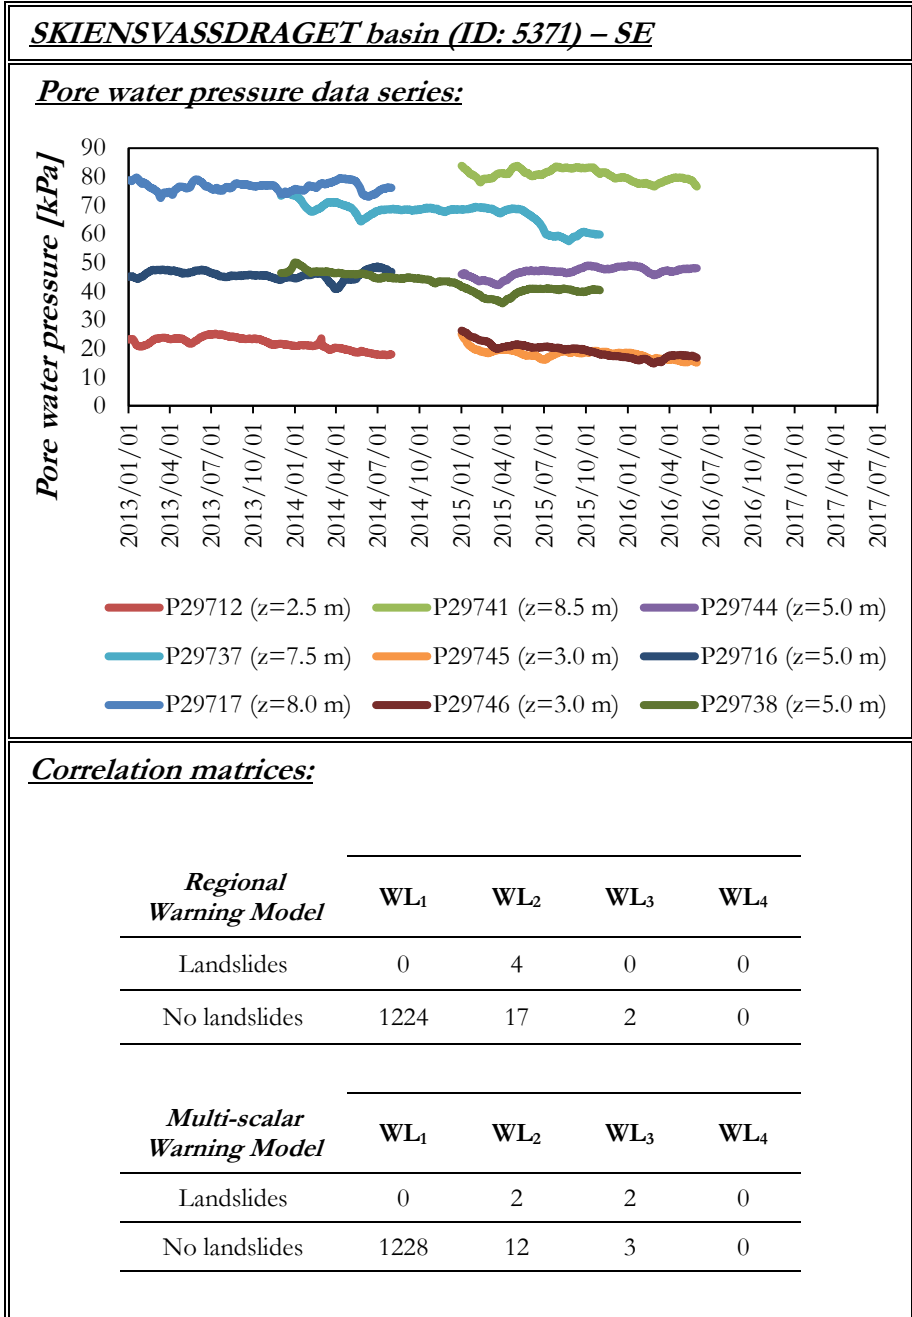 SKIENSVASSDRAGET basin (ID: 5371) – SE
Pore water pressure data series:
Pore water pressure [kPa]
90
80
70
60
50
40
30
20
10
0
2013/01/01
2013/04/01
2013/07/01
2013/10/01
2014/01/01
2014/04/01
2014/07/01
2014/10/01
2015/01/01
2015/04/01
2015/07/01
2015/10/01
2016/01/01
2016/04/01
2016/07/01
2016/10/01
2017/01/01
2017/04/01
2017/07/01
P29712 (z=2.5 m) P29741 (z=8.5 m) P29744 (z=5.0 m)
P29737 (z=7.5 m) P29745 (z=3.0 m) P29716 (z=5.0 m)
P29717 (z=8.0 m) P29746 (z=3.0 m) P29738 (z=5.0 m)
Correlation matrices:
Regional
Warning Model WL₁ WL₂ WL₃ WL₄
Landslides 0 4 0 0
No landslides 1224 17 2 0
Multi-scalar
Warning Model WL₁ WL₂ WL₃ WL₄
Landslides 0 2 2 0
No landslides 1228 12 3 0